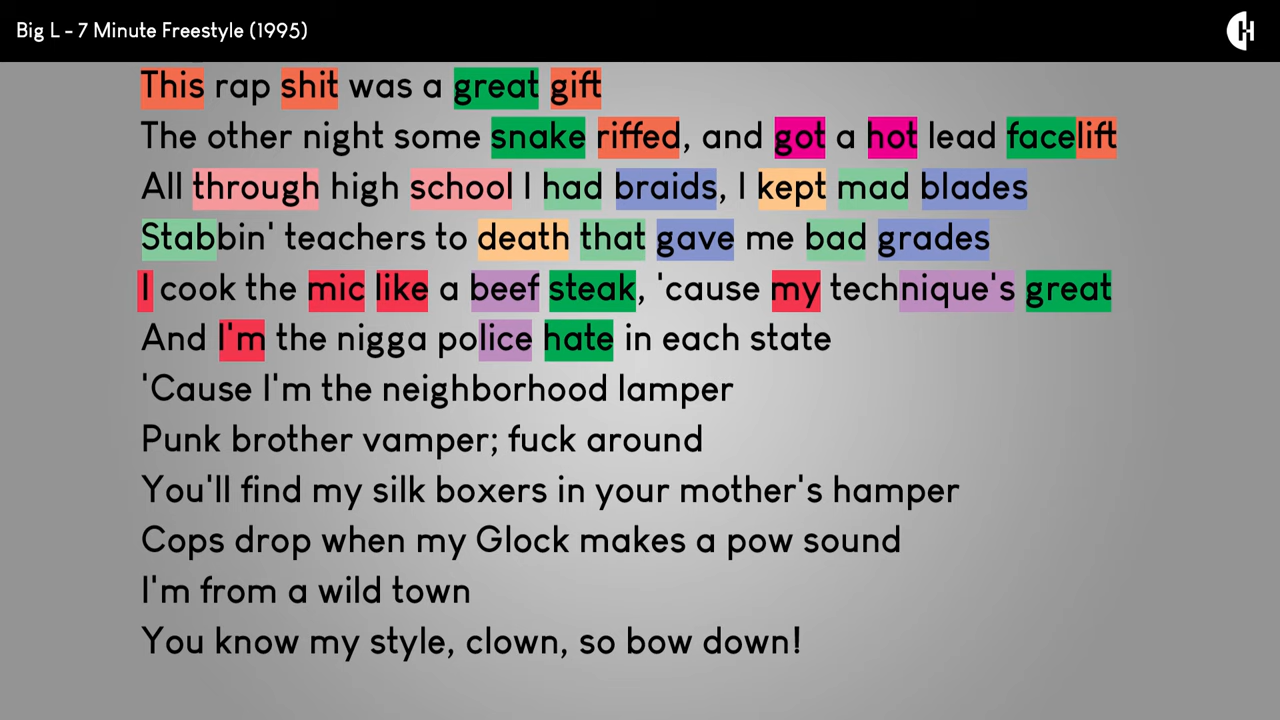 Big L - 7 Minute Freestyle (1995)
This rap shit was a great gift
The other night some snake riffed, and got a hot lead facelift
All through high school I had braids, I kept mad blades
Stabbin' teachers to death that gave me bad grades
I cook the mic like a beef steak, 'cause my technique's great
And I'm the nigga police hate in each state
'Cause I'm the neighborhood lamper
Punk brother vamper; fuck around
You'll find my silk boxers in your mother's hamper
Cops drop when my Glock makes a pow sound
I'm from a wild town
You know my style, clown, so bow down!